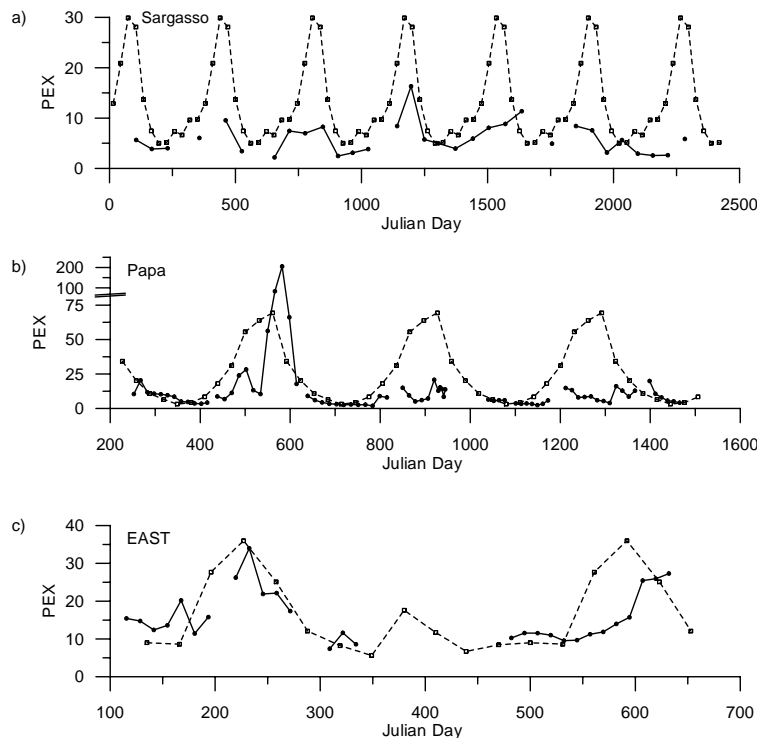 a)
Sargasso
30
20
10
0
PEX
0 500 1000 1500 2000 2500
Julian Day
b)
Papa
200
100
75
50
25
0
PEX
200 400 600 800 1000 1200 1400 1600
Julian Day
c)
EAST
40
30
20
10
0
PEX
100 200 300 400 500 600 700
Julian Day